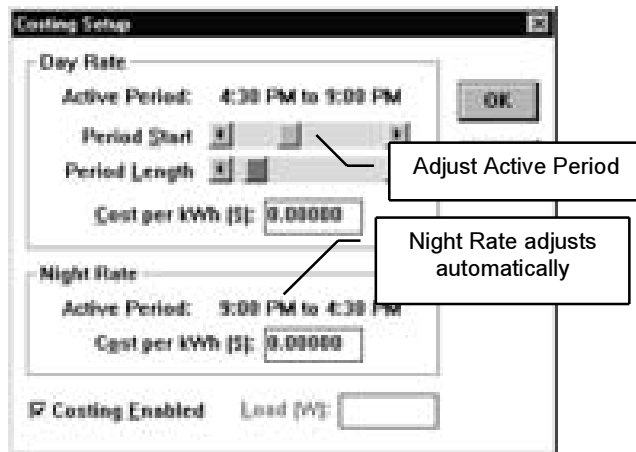 Costing Setup
Day Rate
Active Period: 4:30 PM to 9:00 PM
OK
Period Start
Adjust Active Period
Period Length
Cost per kWh ($): 0.00000
Night Rate adjusts
automatically
Night Rate
Active Period: 9:00 PM to 4:30 PM
Cost per kWh ($): 0.00000
Costing Enabled Load (W):